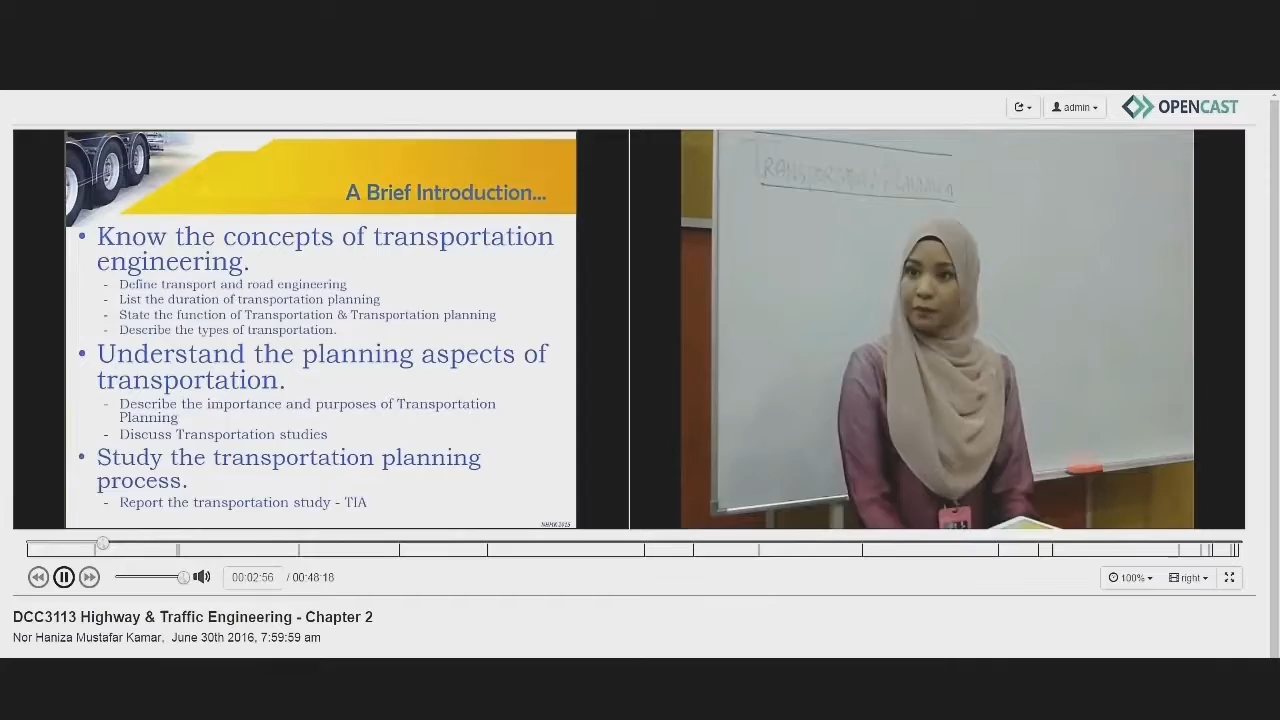 admin
OPENCAST
A Brief Introduction...
• Know the concepts of transportation
engineering.
- Define transport and road engineering
- List the duration of transportation planning
- State the function of Transportation & Transportation planning
- Describe the types of transportation.
• Understand the planning aspects of
transportation.
- Describe the importance and purposes of Transportation
Planning
- Discuss Transportation studies
• Study the transportation planning
process.
- Report the transportation study - TIA
NHMK2015
TRANSPORTATION PLANNING
00:02:56 / 00:48:18
100%
right
DCC3113 Highway & Traffic Engineering - Chapter 2
Nor Haniza Mustafar Kamar, June 30th 2016, 7:59:59 am